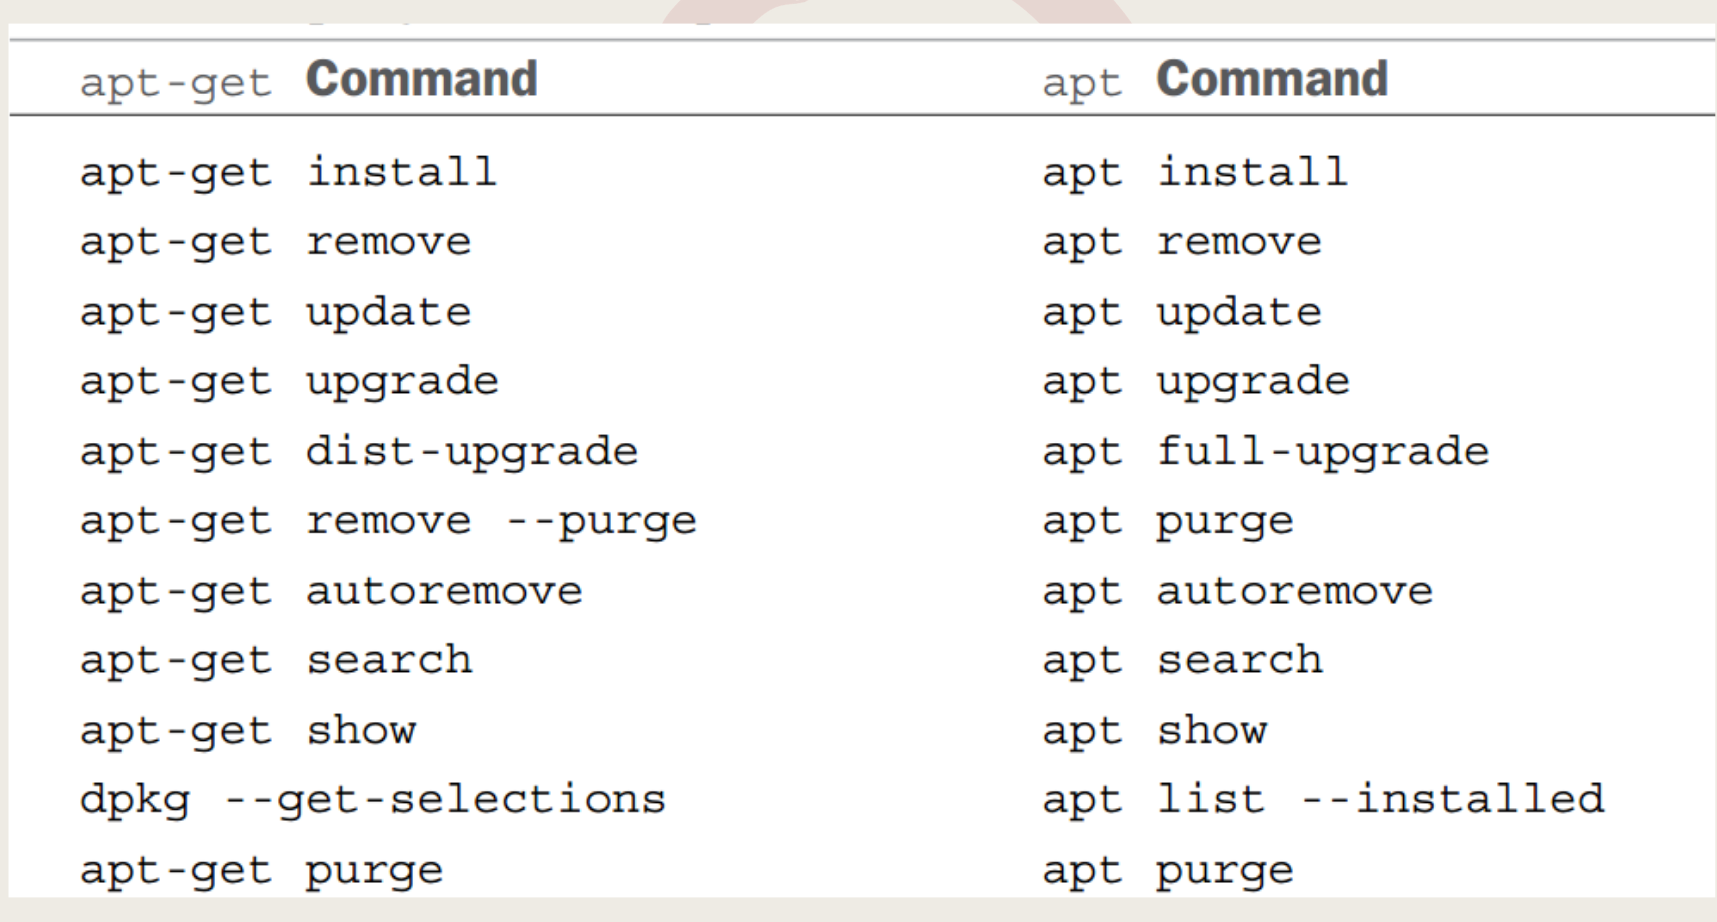 apt-get Command apt Command
apt-get install apt install
apt-get remove apt remove
apt-get update apt update
apt-get upgrade apt upgrade
apt-get dist-upgrade apt full-upgrade
apt-get remove --purge apt purge
apt-get autoremove apt autoremove
apt-get search apt search
apt-get show apt show
dpkg --get-selections apt list --installed
apt-get purge apt purge